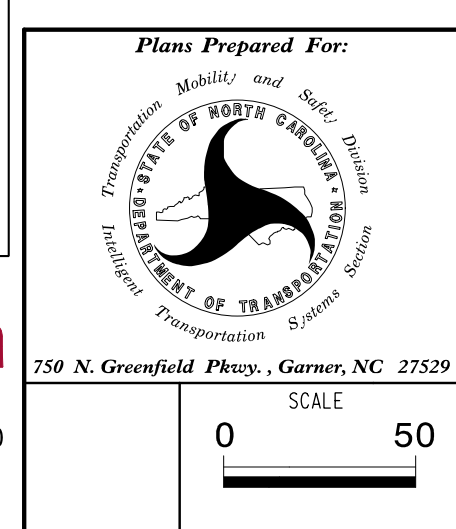 Plans Prepared For:
Transportation Mobility and Safety Division
STATE OF NORTH CAROLINA
DEPARTMENT OF TRANSPORTATION
Intelligent Transportation Systems Section
750 N. Greenfield Pkwy. , Garner, NC 27529
SCALE
0 50